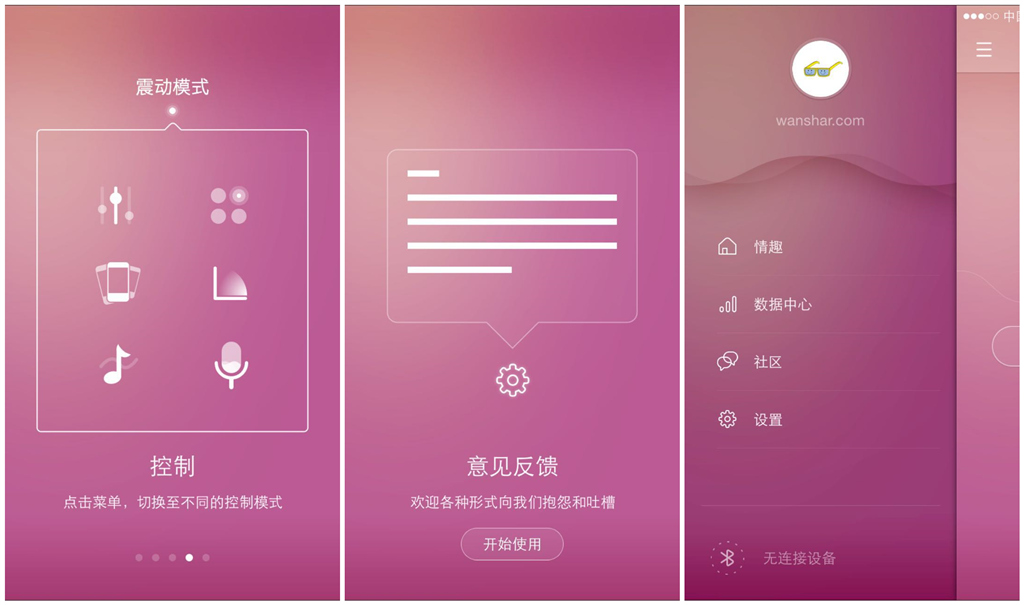 震动模式
控制
点击菜单，切换至不同的控制模式
意见反馈
欢迎各种形式向我们抱怨和吐槽
开始使用
中国
wanshar.com
情趣
数据中心
社区
设置
无连接设备